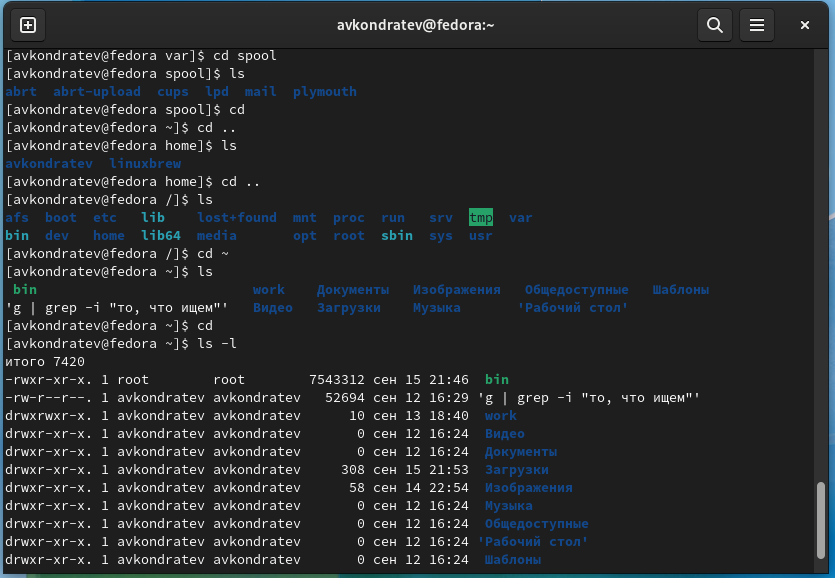 avkondratev@fedora:~
[avkondratev@fedora var]$ cd spool
[avkondratev@fedora spool]$ ls
abrt  abrt-upload  cups  lpd  mail  plymouth
[avkondratev@fedora spool]$ cd
[avkondratev@fedora ~]$ cd ..
[avkondratev@fedora home]$ ls
avkondratev  linuxbrew
[avkondratev@fedora home]$ cd ..
[avkondratev@fedora /]$ ls
afs  boot  etc   lib    lost+found  mnt  proc  run   srv  tmp  var
bin  dev   home  lib64  media       opt  root  sbin  sys  usr
[avkondratev@fedora /]$ cd ~
[avkondratev@fedora ~]$ ls
 bin                           work    Документы   Изображения   Общедоступные   Шаблоны
'g | grep -i "то, что ищем"'   Видео   Загрузки    Музыка       'Рабочий стол'
[avkondratev@fedora ~]$ cd
[avkondratev@fedora ~]$ ls -l
итого 7420
-rwxr-xr-x. 1 root        root        7543312 сен 15 21:46  bin
-rw-r--r--. 1 avkondratev avkondratev   52694 сен 12 16:29 'g | grep -i "то, что ищем"'
drwxrwxr-x. 1 avkondratev avkondratev      10 сен 13 18:40  work
drwxr-xr-x. 1 avkondratev avkondratev       0 сен 12 16:24  Видео
drwxr-xr-x. 1 avkondratev avkondratev       0 сен 12 16:24  Документы
drwxr-xr-x. 1 avkondratev avkondratev     308 сен 15 21:53  Загрузки
drwxr-xr-x. 1 avkondratev avkondratev      58 сен 14 22:54  Изображения
drwxr-xr-x. 1 avkondratev avkondratev       0 сен 12 16:24  Музыка
drwxr-xr-x. 1 avkondratev avkondratev       0 сен 12 16:24  Общедоступные
drwxr-xr-x. 1 avkondratev avkondratev       0 сен 12 16:24 'Рабочий стол'
drwxr-xr-x. 1 avkondratev avkondratev       0 сен 12 16:24  Шаблоны